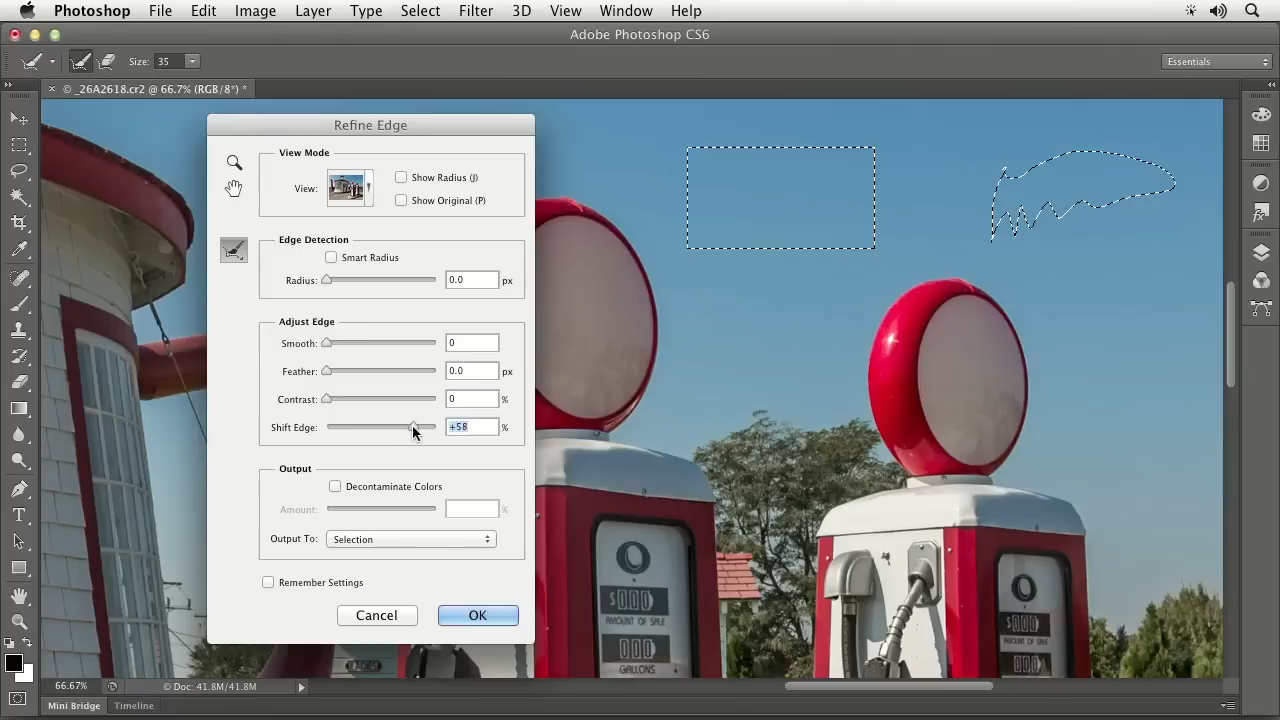 Photoshop File Edit Image Layer Type Select Filter 3D View Window Help
Adobe Photoshop CS6
Size: 35
Essentials
× © _26A2618.cr2 @ 66.7% (RGB/8*) *
Refine Edge
View Mode
View:
Show Radius (J)
Show Original (P)
Edge Detection
Smart Radius
Radius: 0.0 px
Adjust Edge
Smooth: 0
Feather: 0.0 px
Contrast: 0 %
Shift Edge: +58 %
Output
Decontaminate Colors
Amount: %
Output To: Selection
Remember Settings
Cancel OK
$000
AMOUNT OF SALE
000
GALLONS
$000
AMOUNT OF SALE
000
66.67% © Doc: 41.8M/41.8M
Mini Bridge Timeline